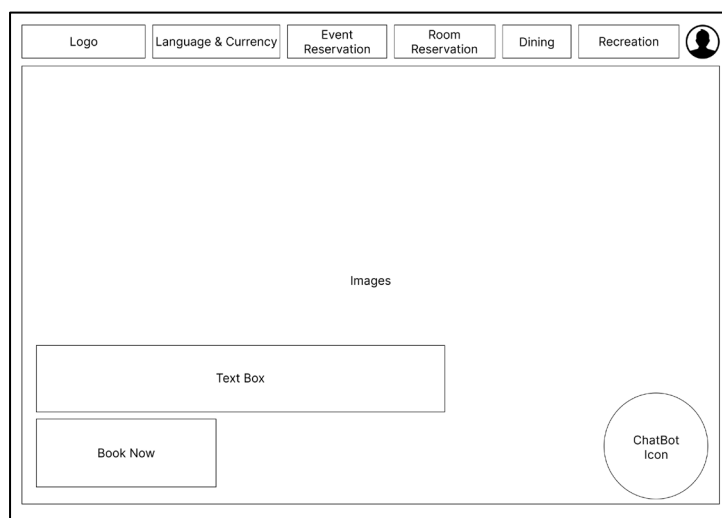 Logo
Language & Currency
Event
Reservation
Room
Reservation
Dining
Recreation
Images
Text Box
Book Now
ChatBot
Icon